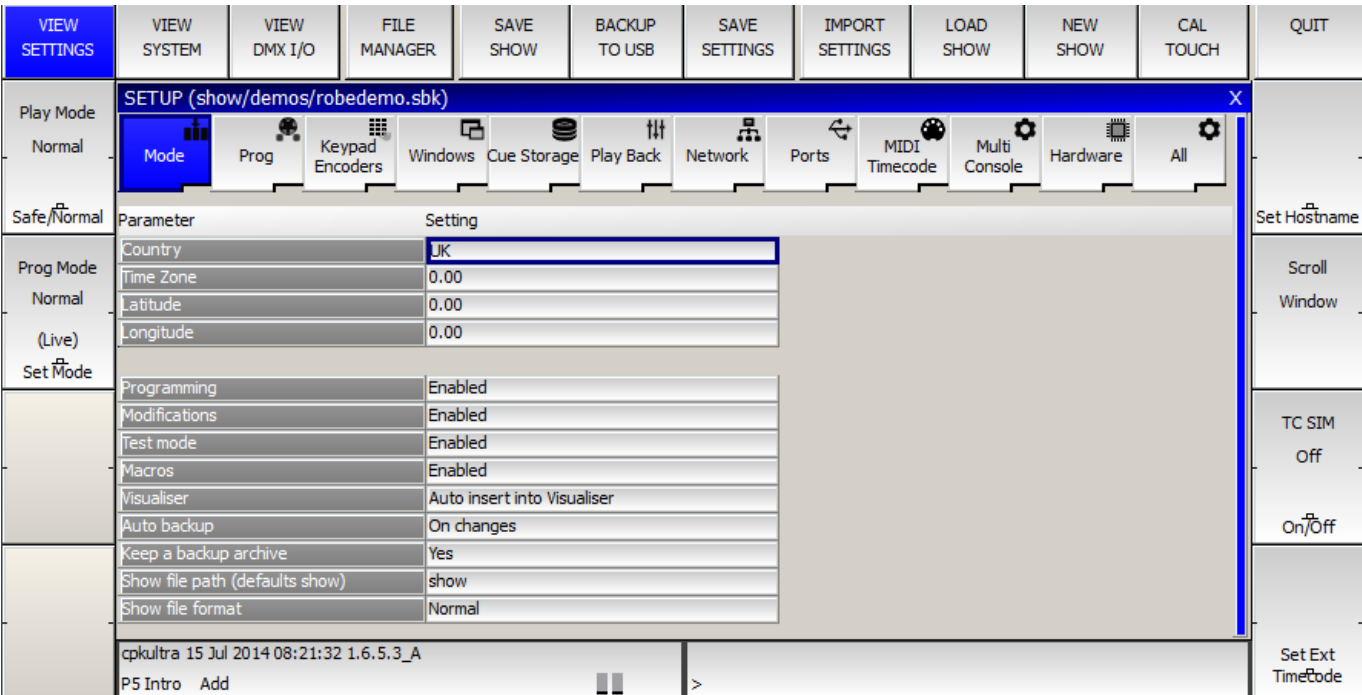 VIEW SETTINGS
VIEW SYSTEM
VIEW DMX I/O
FILE MANAGER
SAVE SHOW
BACKUP TO USB
SAVE SETTINGS
IMPORT SETTINGS
LOAD SHOW
NEW SHOW
CAL TOUCH
QUIT
Play Mode
Normal
Safe/Normal
Prog Mode
Normal
(Live)
Set Mode
SETUP (show/demos/robedemo.sbk) X
Mode
Prog
Keypad Encoders
Windows
Cue Storage
Play Back
Network
Ports
MIDI Timecode
Multi Console
Hardware
All
Parameter Setting
Country UK
Time Zone 0.00
Latitude 0.00
Longitude 0.00
Programming Enabled
Modifications Enabled
Test mode Enabled
Macros Enabled
Visualiser Auto insert into Visualiser
Auto backup On changes
Keep a backup archive Yes
Show file path (defaults show) show
Show file format Normal
cpkultra 15 Jul 2014 08:21:32 1.6.5.3_A
P5 Intro Add
>
Set Hostname
Scroll
Window
TC SIM
Off
On/Off
Set Ext
Timecode